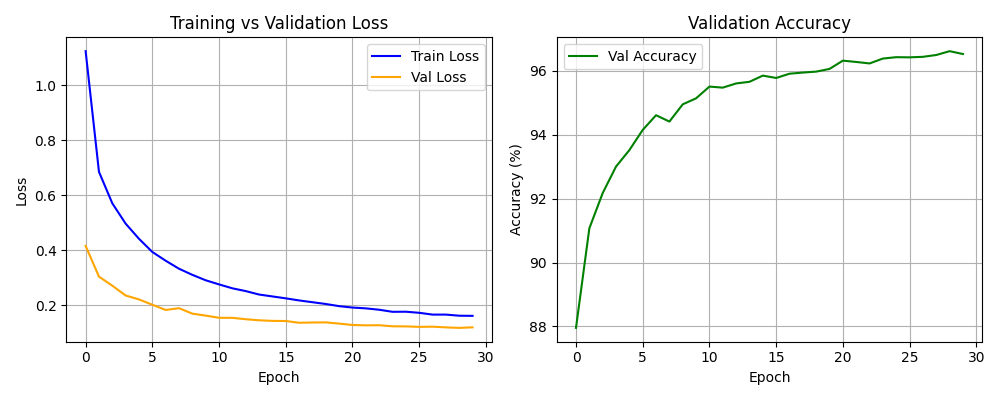 Training vs Validation Loss
Train Loss
Val Loss
1.0
0.8
0.6
0.4
0.2
Loss
0 5 10 15 20 25 30
Epoch
Validation Accuracy
Val Accuracy
96
94
92
90
88
Accuracy (%)
0 5 10 15 20 25 30
Epoch